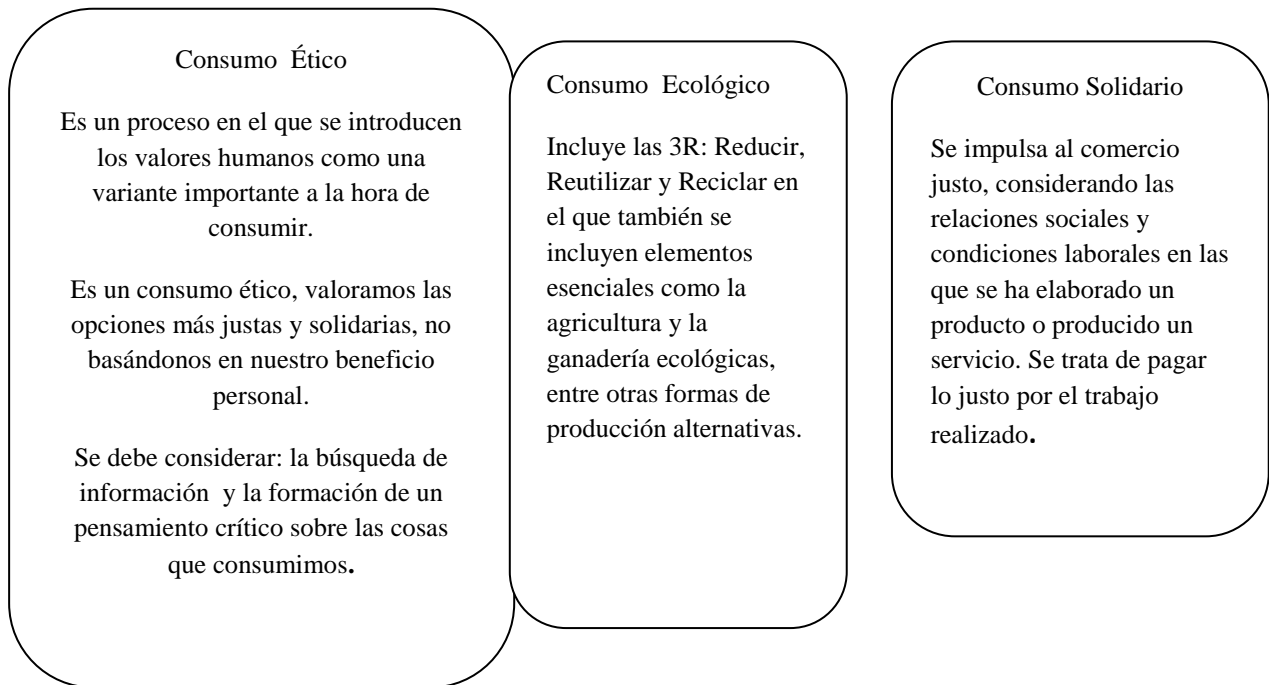 Consumo Ético
Es un proceso en el que se introducen
los valores humanos como una
variante importante a la hora de
consumir.
Es un consumo ético, valoramos las
opciones más justas y solidarias, no
basándonos en nuestro beneficio
personal.
Se debe considerar: la búsqueda de
información y la formación de un
pensamiento crítico sobre las cosas
que consumimos.
Consumo Ecológico
Incluye las 3R: Reducir,
Reutilizar y Reciclar en
el que también se
incluyen elementos
esenciales como la
agricultura y la
ganadería ecológicas,
entre otras formas de
producción alternativas.
Consumo Solidario
Se impulsa al comercio
justo, considerando las
relaciones sociales y
condiciones laborales en las
que se ha elaborado un
producto o producido un
servicio. Se trata de pagar
lo justo por el trabajo
realizado.